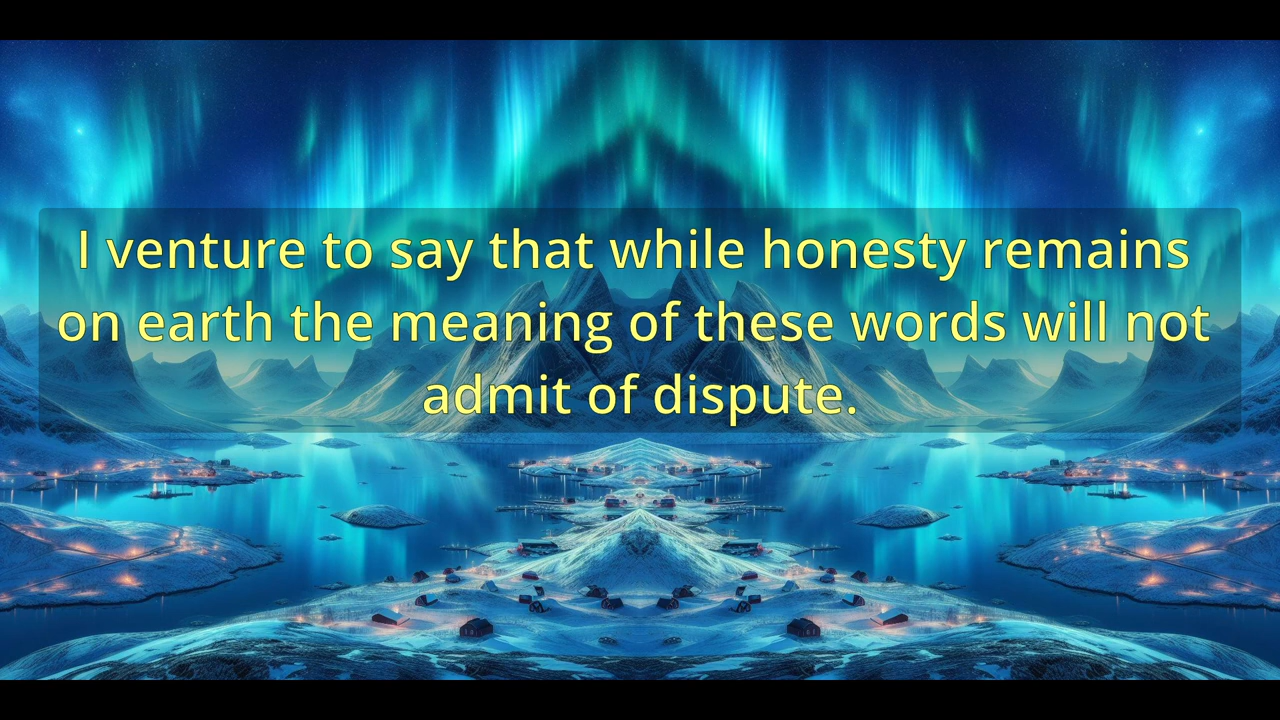 I venture to say that while honesty remains
on earth the meaning of these words will not
admit of dispute.